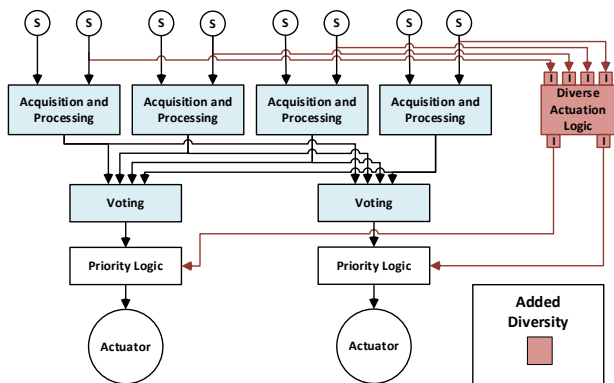 S S S S S S S S
I I I I
Acquisition and
Processing
Acquisition and
Processing
Acquisition and
Processing
Acquisition and
Processing
Diverse
Actuation
Logic
I I
Voting
Voting
Priority Logic
Priority Logic
Actuator
Actuator
Added
Diversity